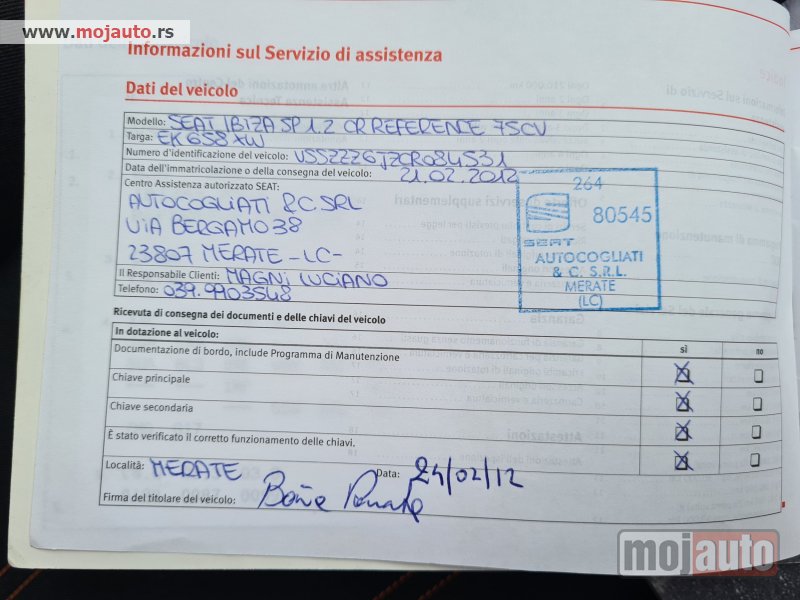 www.mojauto.rs
Informazioni sul Servizio di assistenza
Dati del veicolo
Modello: SEAT IBIZA SP 1.2 CR REFERENCE 75CV
Targa: EK 658 XW
Numero d'identificazione del veicolo: VSSZZZ6JZCR084531
Data dell'immatricolazione o della consegna del veicolo: 21.02.2012
Centro Assistenza autorizzato SEAT:
AUTOCOGLIATI & C. SRL
VIA BERGAMO 38
23807 MERATE -LC-
Il Responsabile Clienti: MAGNI LUCIANO
Telefono: 039.9903548
264
80545
SEAT
AUTOCOGLIATI
& C. S.R.L.
MERATE
(LC)
Ricevuta di consegna dei documenti e delle chiavi del veicolo
In dotazione al veicolo: sì no
Documentazione di bordo, include Programma di Manutenzione
Chiave principale
Chiave secondaria
È stato verificato il corretto funzionamento delle chiavi.
Località: MERATE Data: 24/02/12
Firma del titolare del veicolo:
mojauto